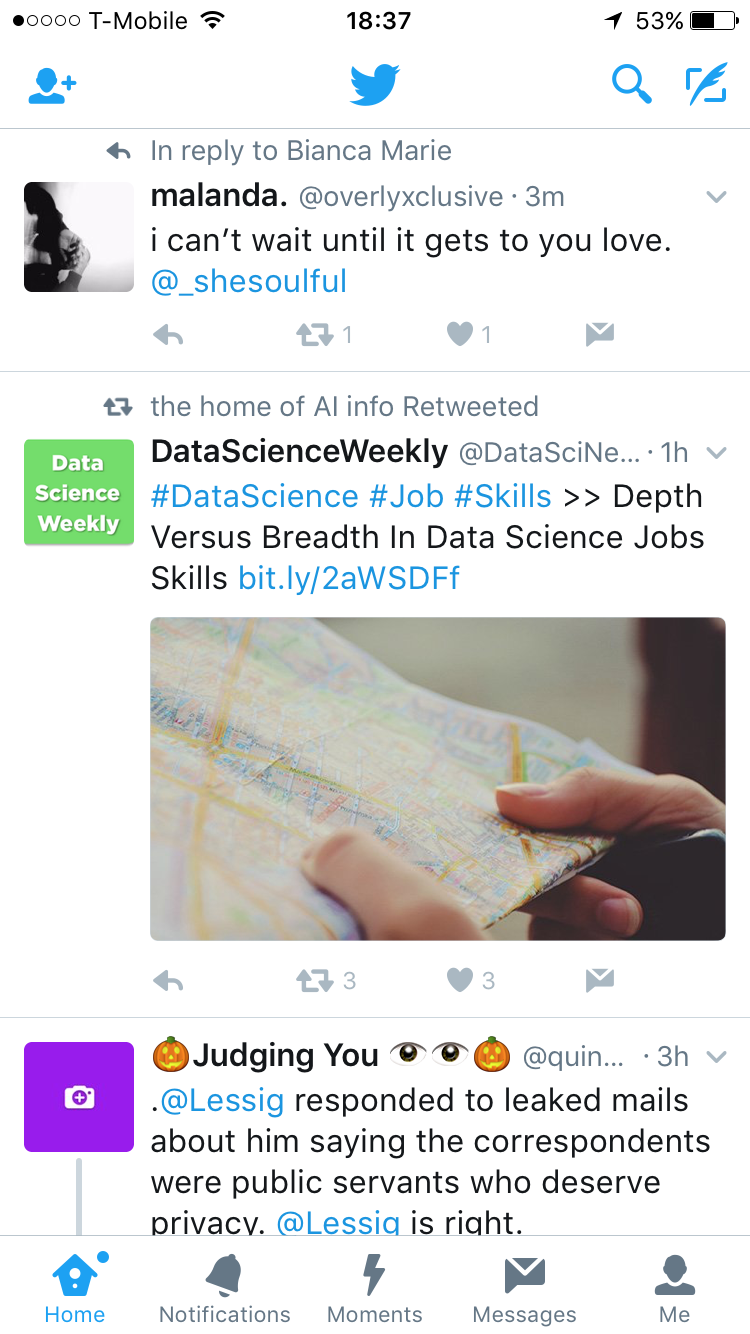 T-Mobile 18:37 53%
In reply to Bianca Marie
malanda. @overlyxclusive · 3m
i can't wait until it gets to you love.
@_shesoulful
1 1
the home of AI info Retweeted
Data
Science
Weekly
DataScienceWeekly @DataSciNe... · 1h
#DataScience #Job #Skills >> Depth
Versus Breadth In Data Science Jobs
Skills bit.ly/2aWSDFf
3 3
🎃Judging You 👁👁🎃 @quin... · 3h
.@Lessig responded to leaked mails
about him saying the correspondents
were public servants who deserve
privacy. @Lessig is right.
Home Notifications Moments Messages Me